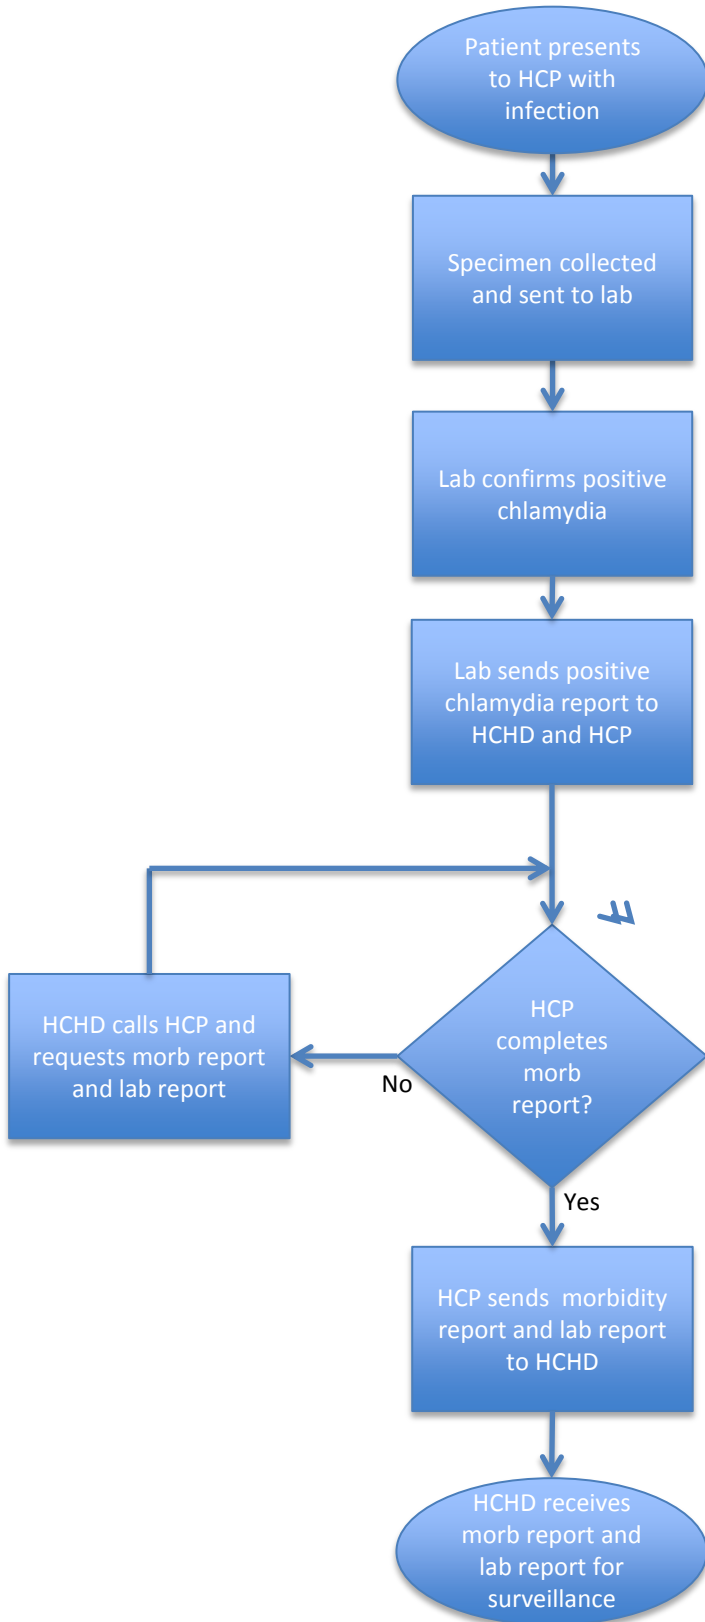 Patient presents
to HCP with
infection
Specimen collected
and sent to lab
Lab confirms positive
chlamydia
Lab sends positive
chlamydia report to
HCHD and HCP
HCP
completes
morb
report?
No
HCHD calls HCP and
requests morb report
and lab report
Yes
HCP sends  morbidity
report and lab report
to HCHD
HCHD receives
morb report and
lab report for
surveillance